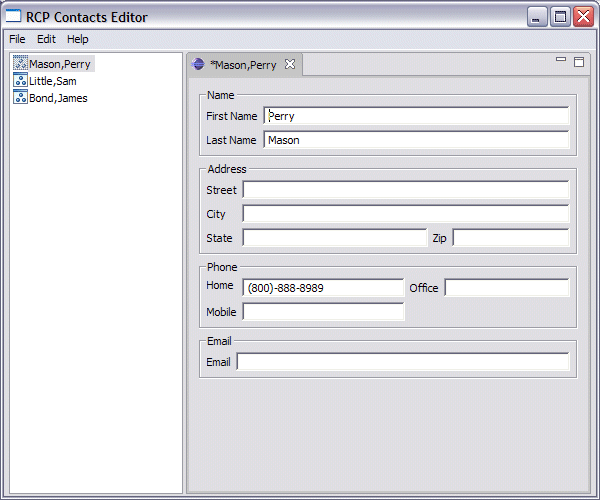 RCP Contacts Editor
File Edit Help
Mason,Perry
Little,Sam
Bond,James
*Mason,Perry
Name
First Name Perry
Last Name Mason
Address
Street
City
State Zip
Phone
Home (800)-888-8989 Office
Mobile
Email
Email